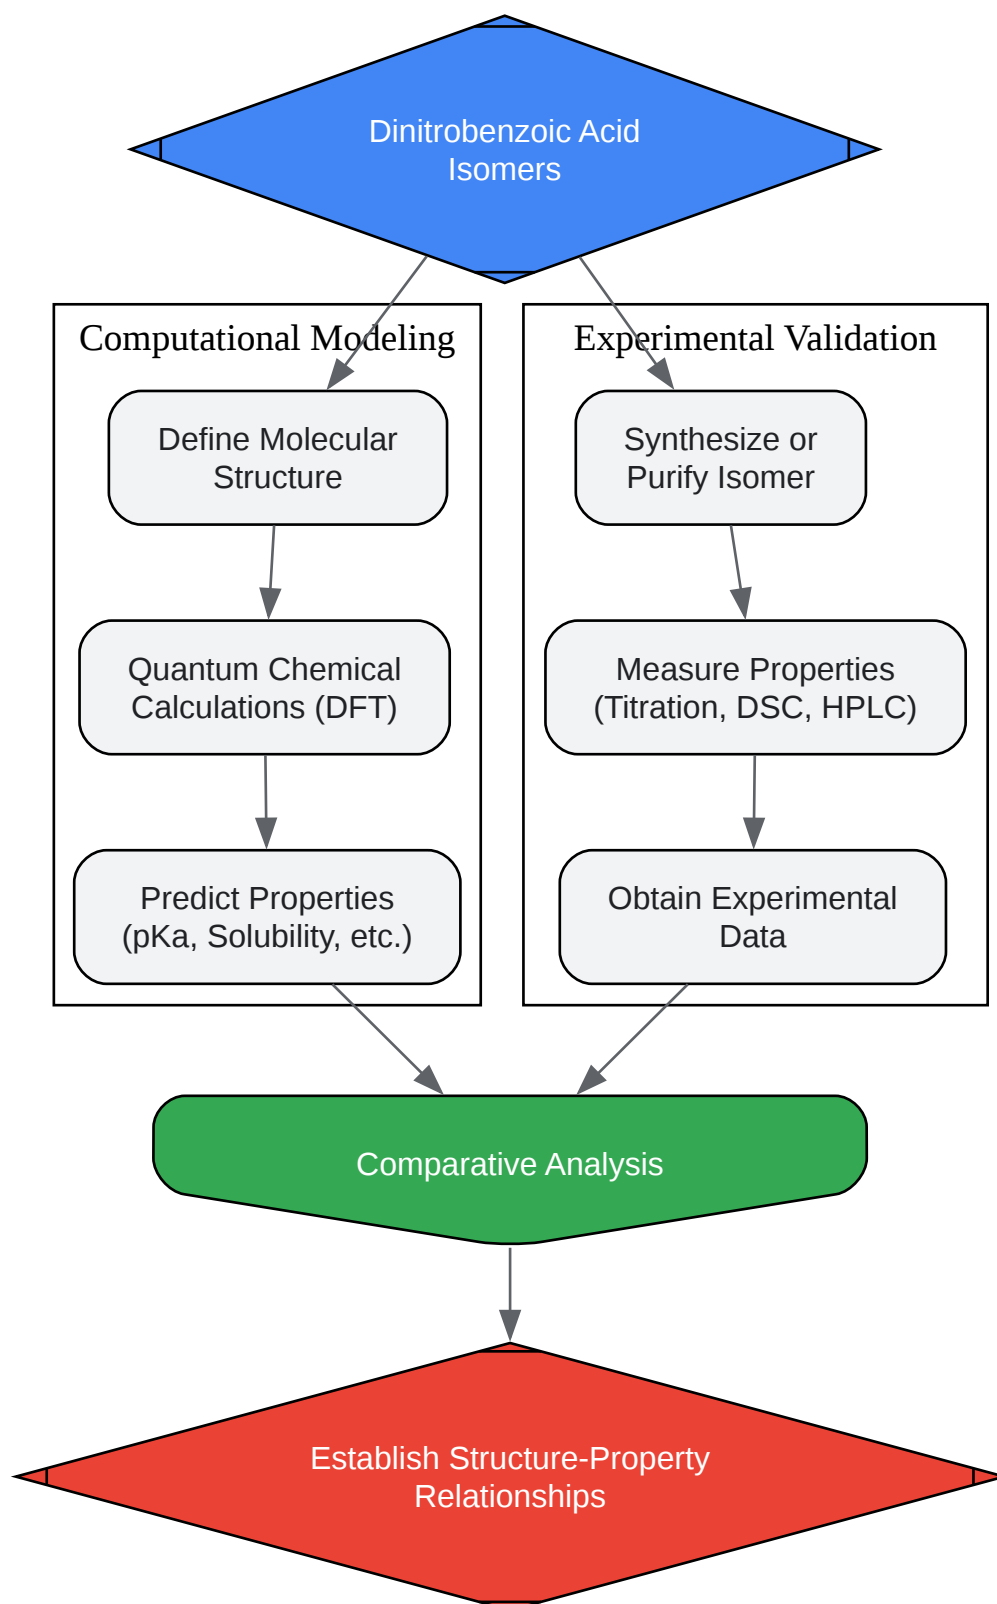 Dinitrobenzoic Acid
Isomers
Computational Modeling
Define Molecular
Structure
Quantum Chemical
Calculations (DFT)
Predict Properties
(pKa, Solubility, etc.)
Experimental Validation
Synthesize or
Purify Isomer
Measure Properties
(Titration, DSC, HPLC)
Obtain Experimental
Data
Comparative Analysis
Establish Structure-Property
Relationships